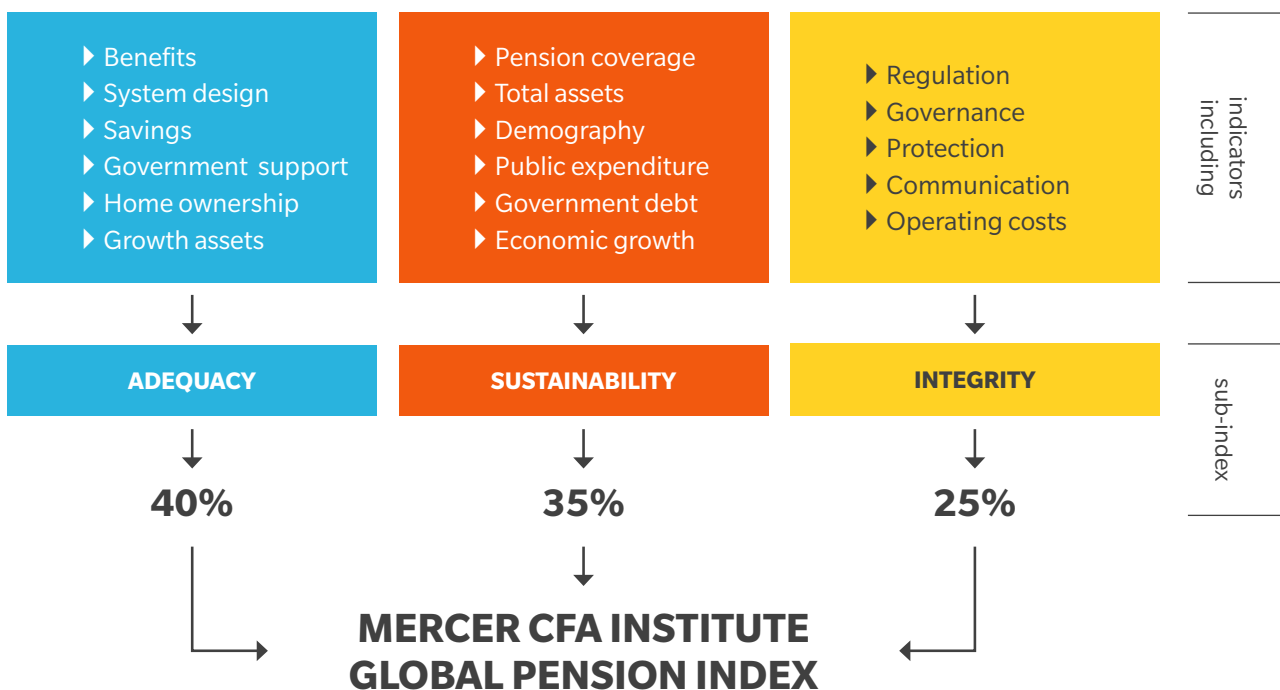 Benefits
System design
Savings
Government support
Home ownership
Growth assets
Pension coverage
Total assets
Demography
Public expenditure
Government debt
Economic growth
Regulation
Governance
Protection
Communication
Operating costs
indicators
including
ADEQUACY
SUSTAINABILITY
INTEGRITY
sub-index
40%
35%
25%
MERCER CFA INSTITUTE
GLOBAL PENSION INDEX